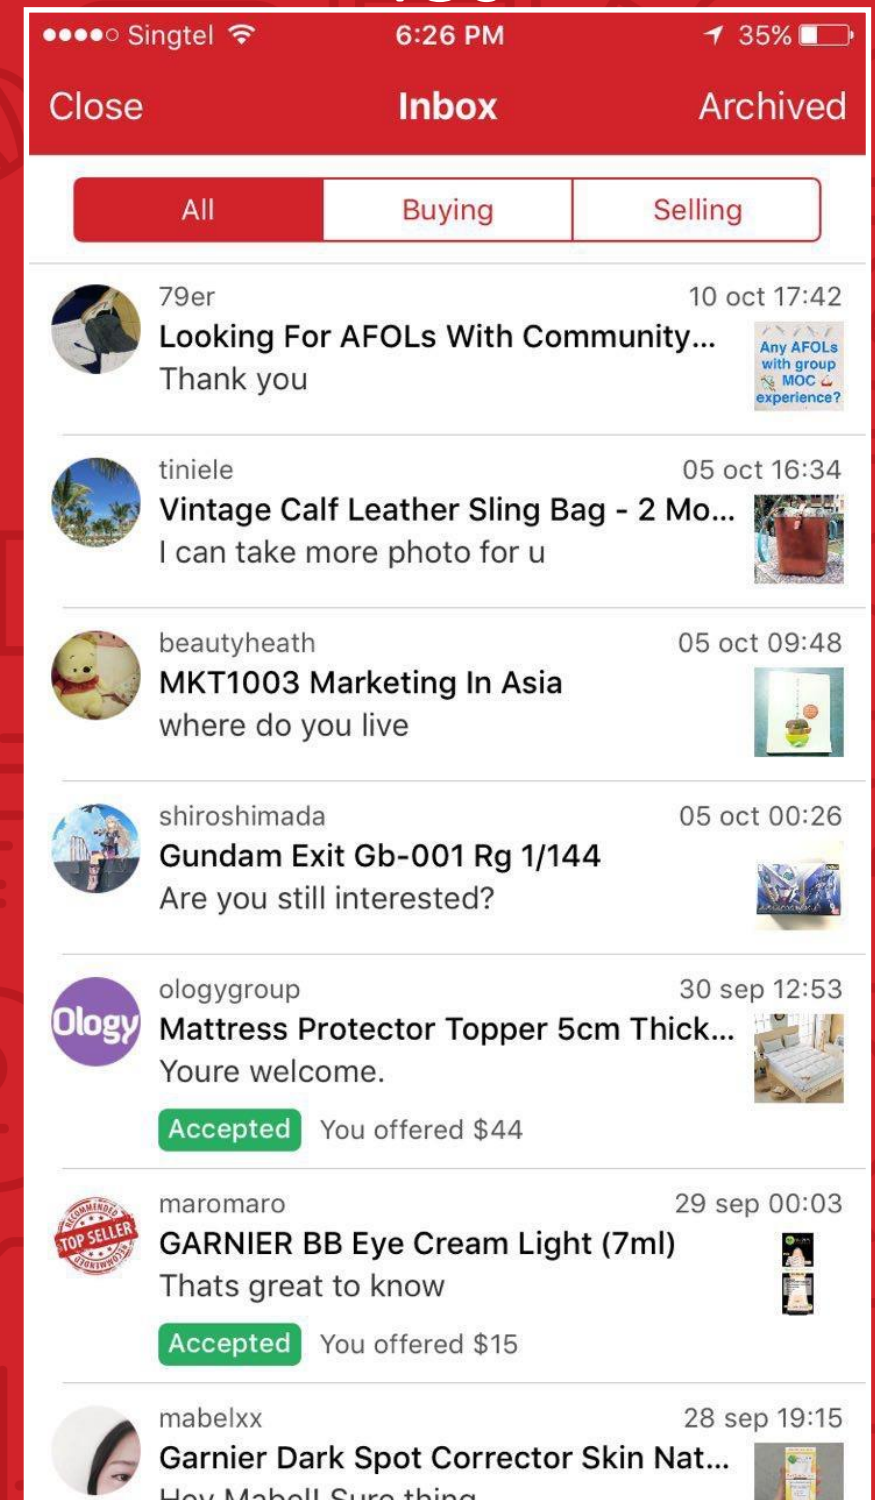 Singtel 6:26 PM 35%
Close Inbox Archived
All Buying Selling
79er 10 oct 17:42
Looking For AFOLs With Community...
Thank you
Any AFOLs
with group
MOC
experience?
tiniele 05 oct 16:34
Vintage Calf Leather Sling Bag - 2 Mo...
I can take more photo for u
beautyheath 05 oct 09:48
MKT1003 Marketing In Asia
where do you live
shiroshimada 05 oct 00:26
Gundam Exit Gb-001 Rg 1/144
Are you still interested?
Ology
ologygroup 30 sep 12:53
Mattress Protector Topper 5cm Thick...
Youre welcome.
Accepted You offered $44
RECOMMENDED
TOP SELLER
RECOMMENDED
maromaro 29 sep 00:03
GARNIER BB Eye Cream Light (7ml)
Thats great to know
Accepted You offered $15
mabelxx 28 sep 19:15
Garnier Dark Spot Corrector Skin Nat...
Hey Mabel! Sure thing